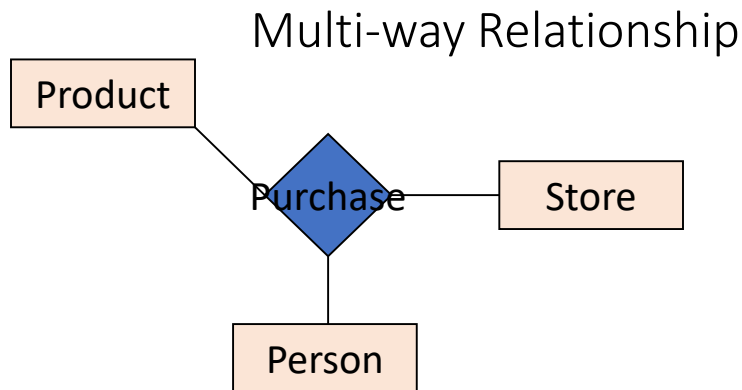 Multi-way Relationship
Product
Purchase
Store
Person